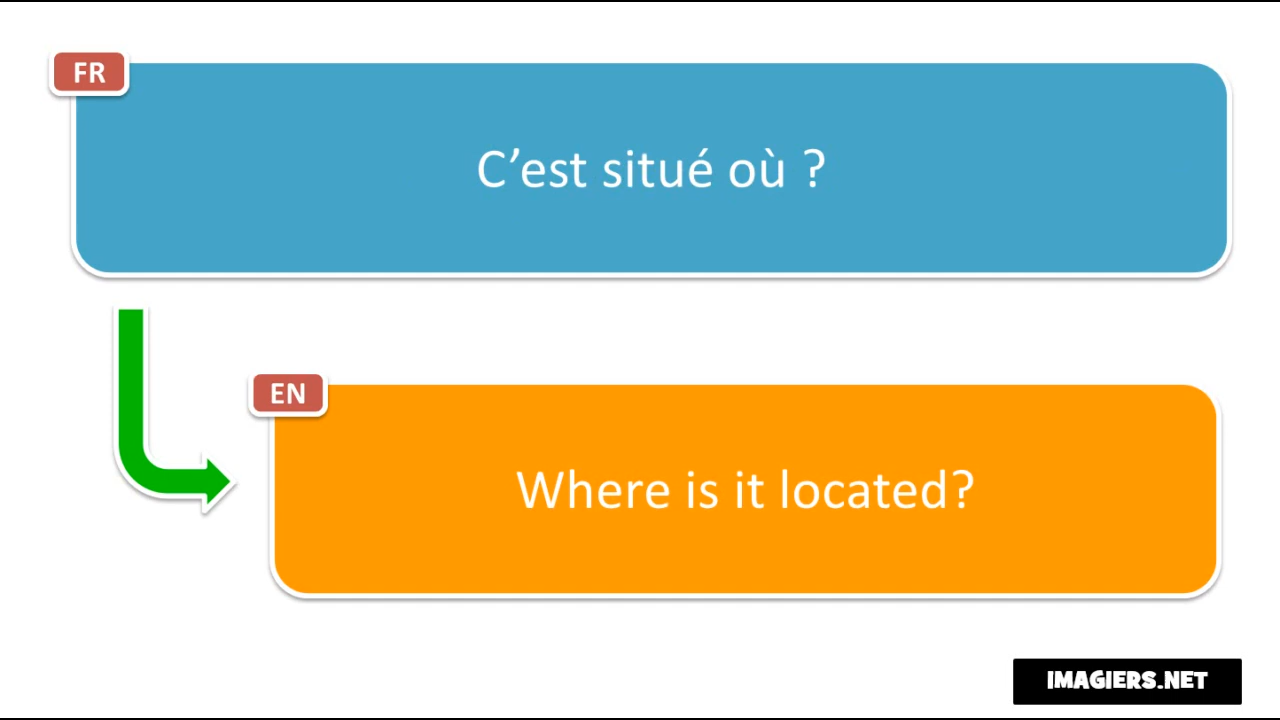 FR
C’est situé où ?
EN
Where is it located?
IMAGIERS.NET